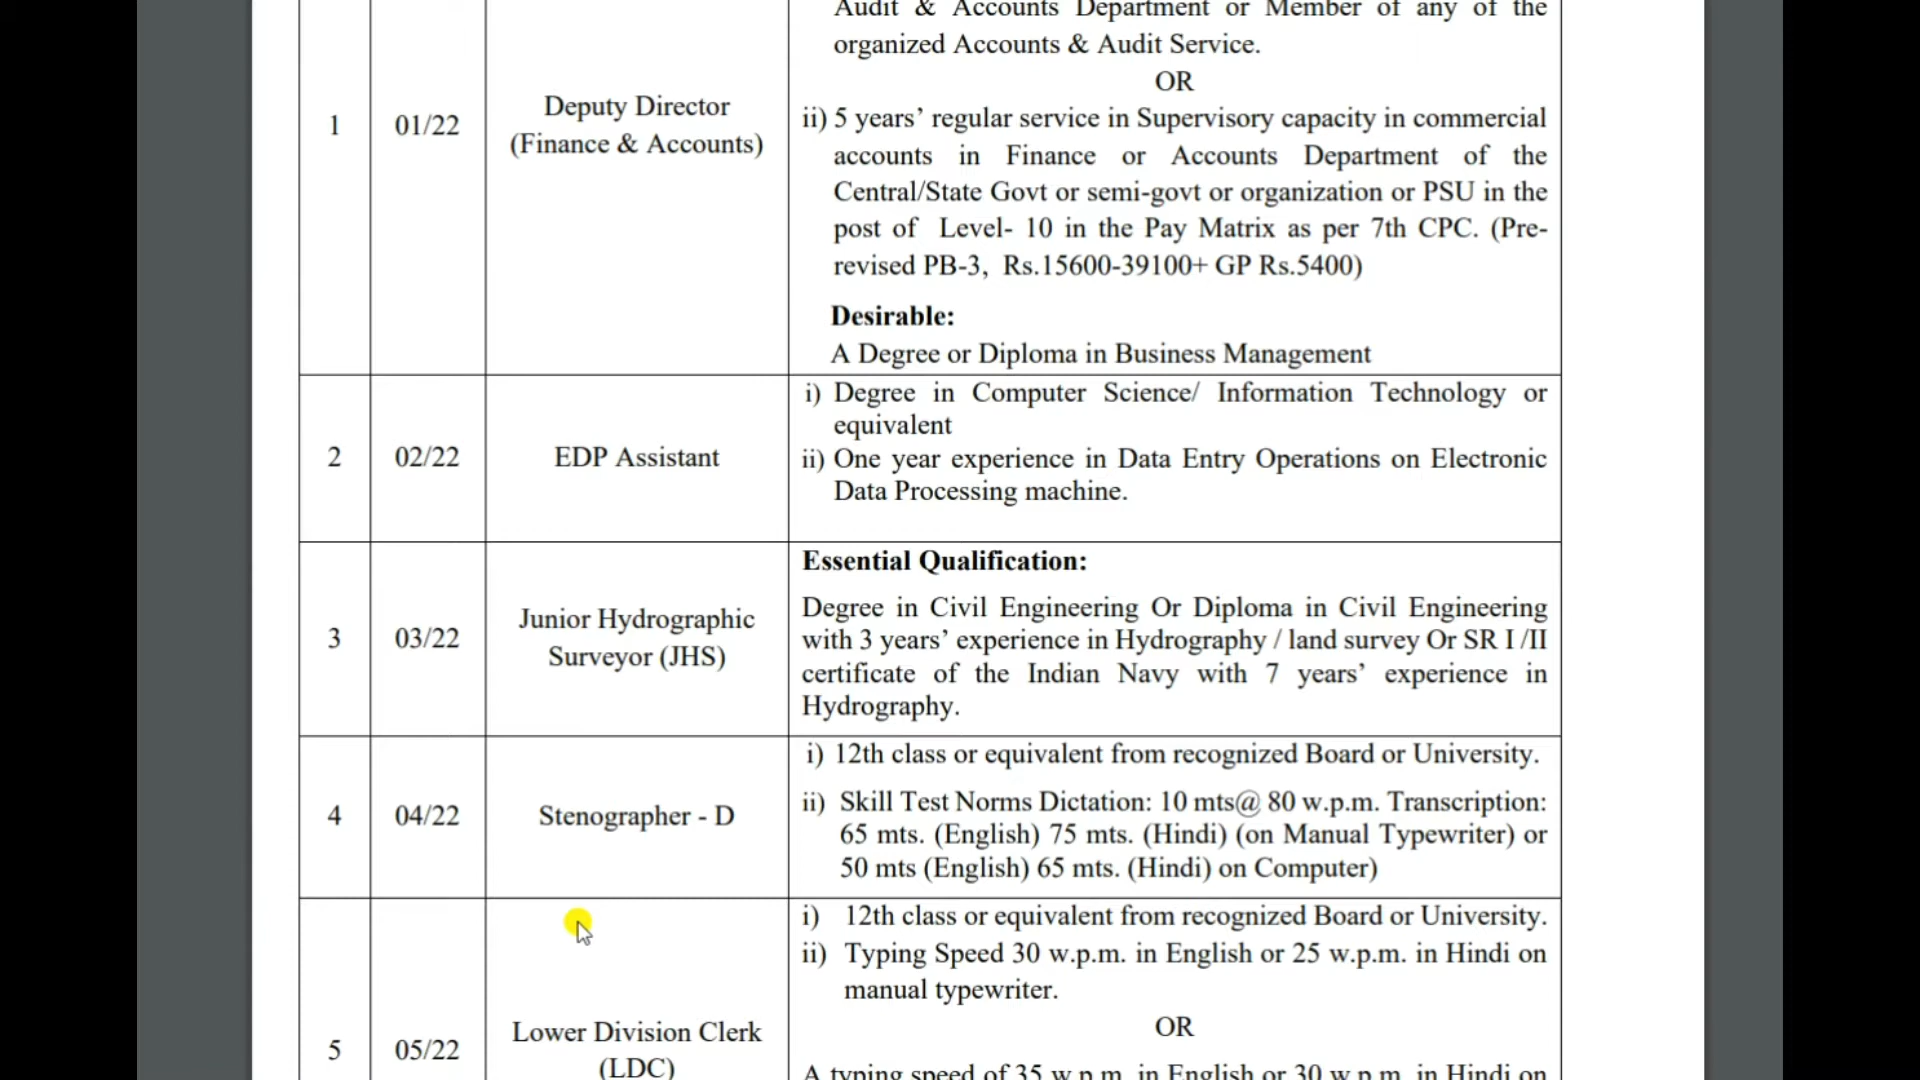 Audit & Accounts Department or Member of any of the
organized Accounts & Audit Service.
OR
1
01/22
Deputy Director
(Finance & Accounts)
ii) 5 years’ regular service in Supervisory capacity in commercial
accounts in Finance or Accounts Department of the
Central/State Govt or semi-govt or organization or PSU in the
post of Level- 10 in the Pay Matrix as per 7th CPC. (Pre-
revised PB-3, Rs.15600-39100+ GP Rs.5400)
Desirable:
A Degree or Diploma in Business Management
2
02/22
EDP Assistant
i) Degree in Computer Science/ Information Technology or
equivalent
ii) One year experience in Data Entry Operations on Electronic
Data Processing machine.
3
03/22
Junior Hydrographic
Surveyor (JHS)
Essential Qualification:
Degree in Civil Engineering Or Diploma in Civil Engineering
with 3 years’ experience in Hydrography / land survey Or SR I /II
certificate of the Indian Navy with 7 years’ experience in
Hydrography.
4
04/22
Stenographer - D
i) 12th class or equivalent from recognized Board or University.
ii) Skill Test Norms Dictation: 10 mts@ 80 w.p.m. Transcription:
65 mts. (English) 75 mts. (Hindi) (on Manual Typewriter) or
50 mts (English) 65 mts. (Hindi) on Computer)
5
05/22
Lower Division Clerk
(LDC)
i) 12th class or equivalent from recognized Board or University.
ii) Typing Speed 30 w.p.m. in English or 25 w.p.m. in Hindi on
manual typewriter.
OR
A typing speed of 35 w.p.m. in English or 30 w.p.m. in Hindi on